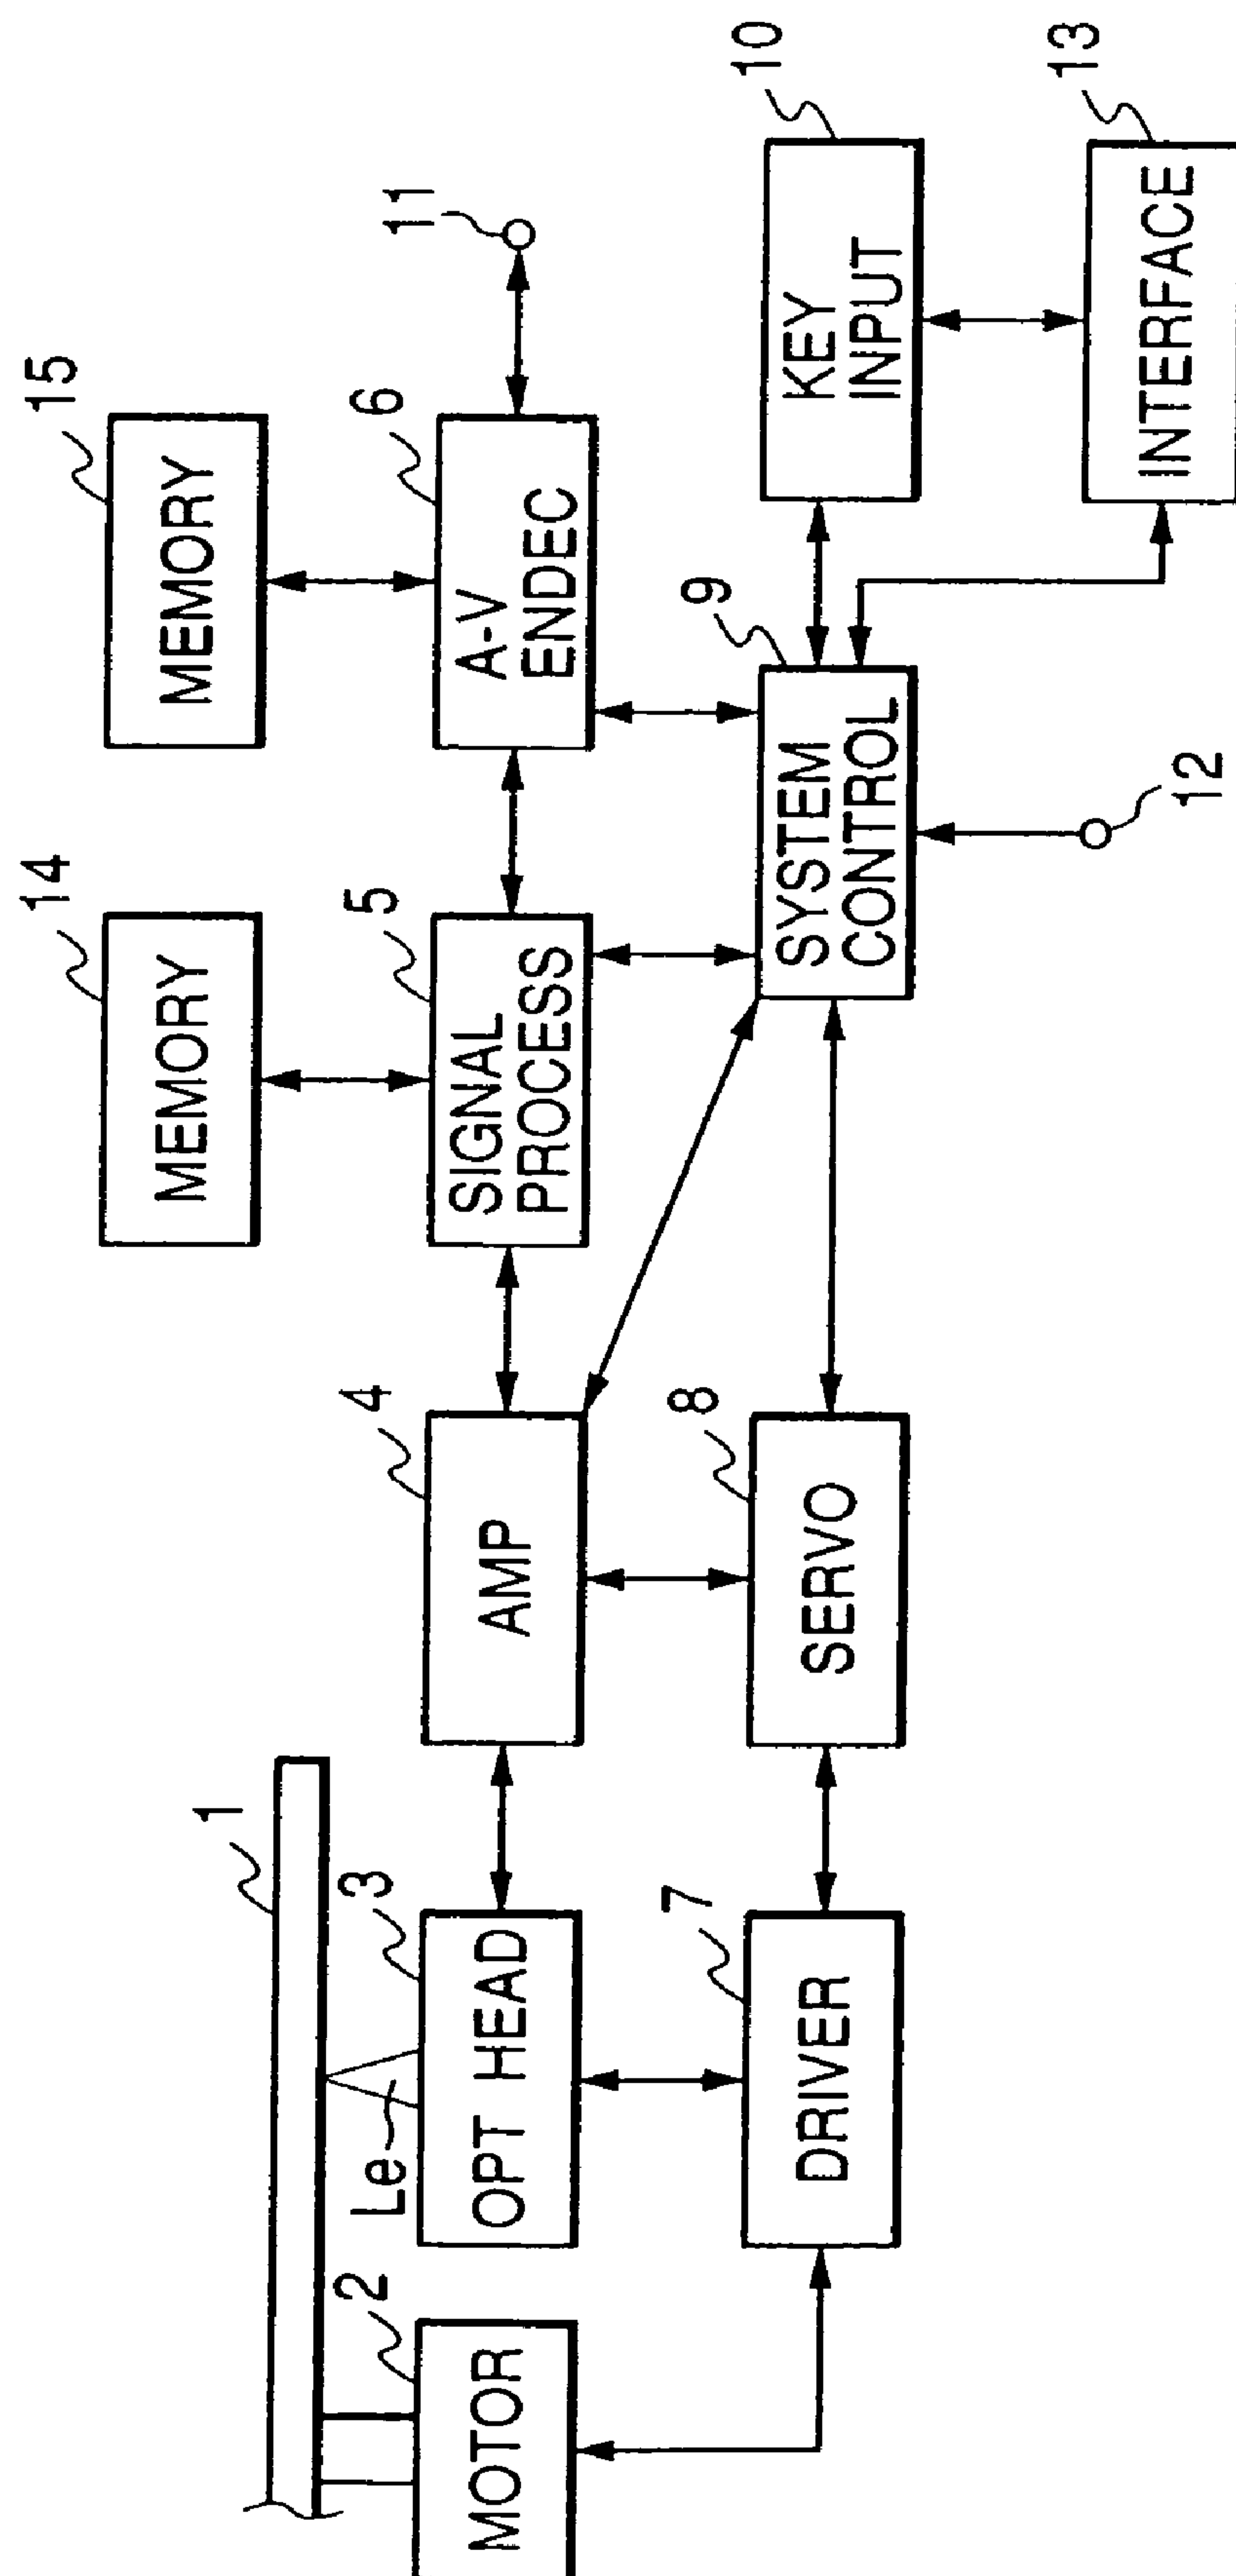 1
2
MOTOR
Le
3
OPT HEAD
4
AMP
14
MEMORY
5
SIGNAL
PROCESS
15
MEMORY
6
A-V
ENDEC
11
7
DRIVER
8
SERVO
9
SYSTEM
CONTROL
12
10
KEY
INPUT
13
INTERFACE